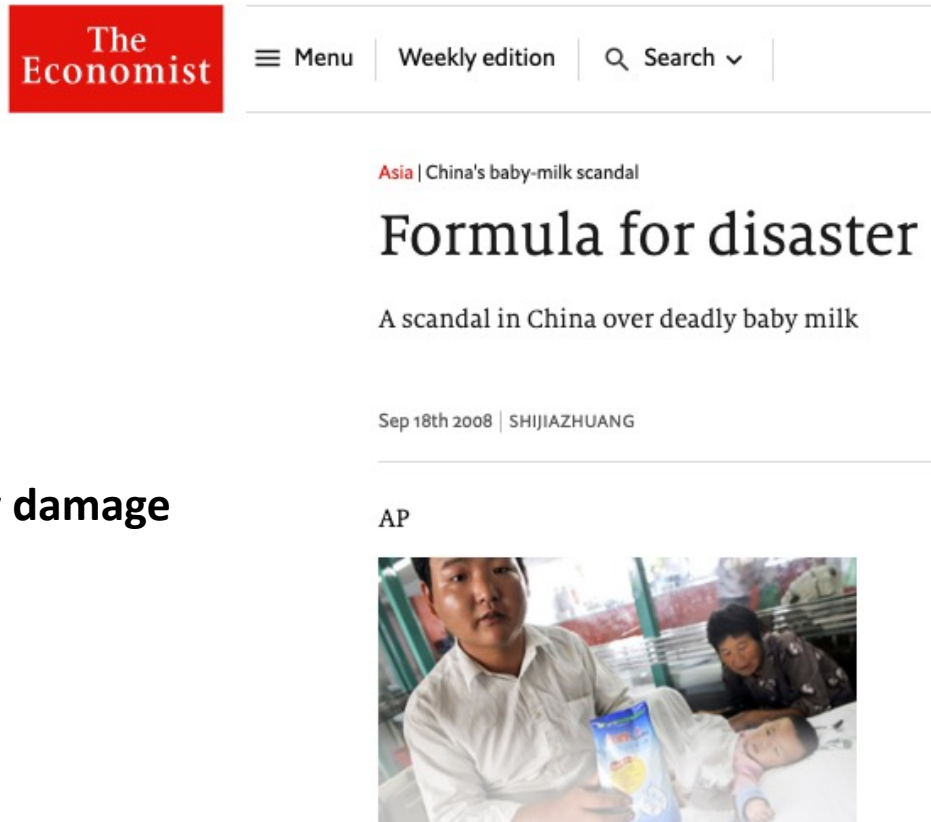 The
Economist
Menu
Weekly edition
Search
Asia | China's baby-milk scandal
Formula for disaster
A scandal in China over deadly baby milk
Sep 18th 2008 | SHIJIAZHUANG
damage
AP